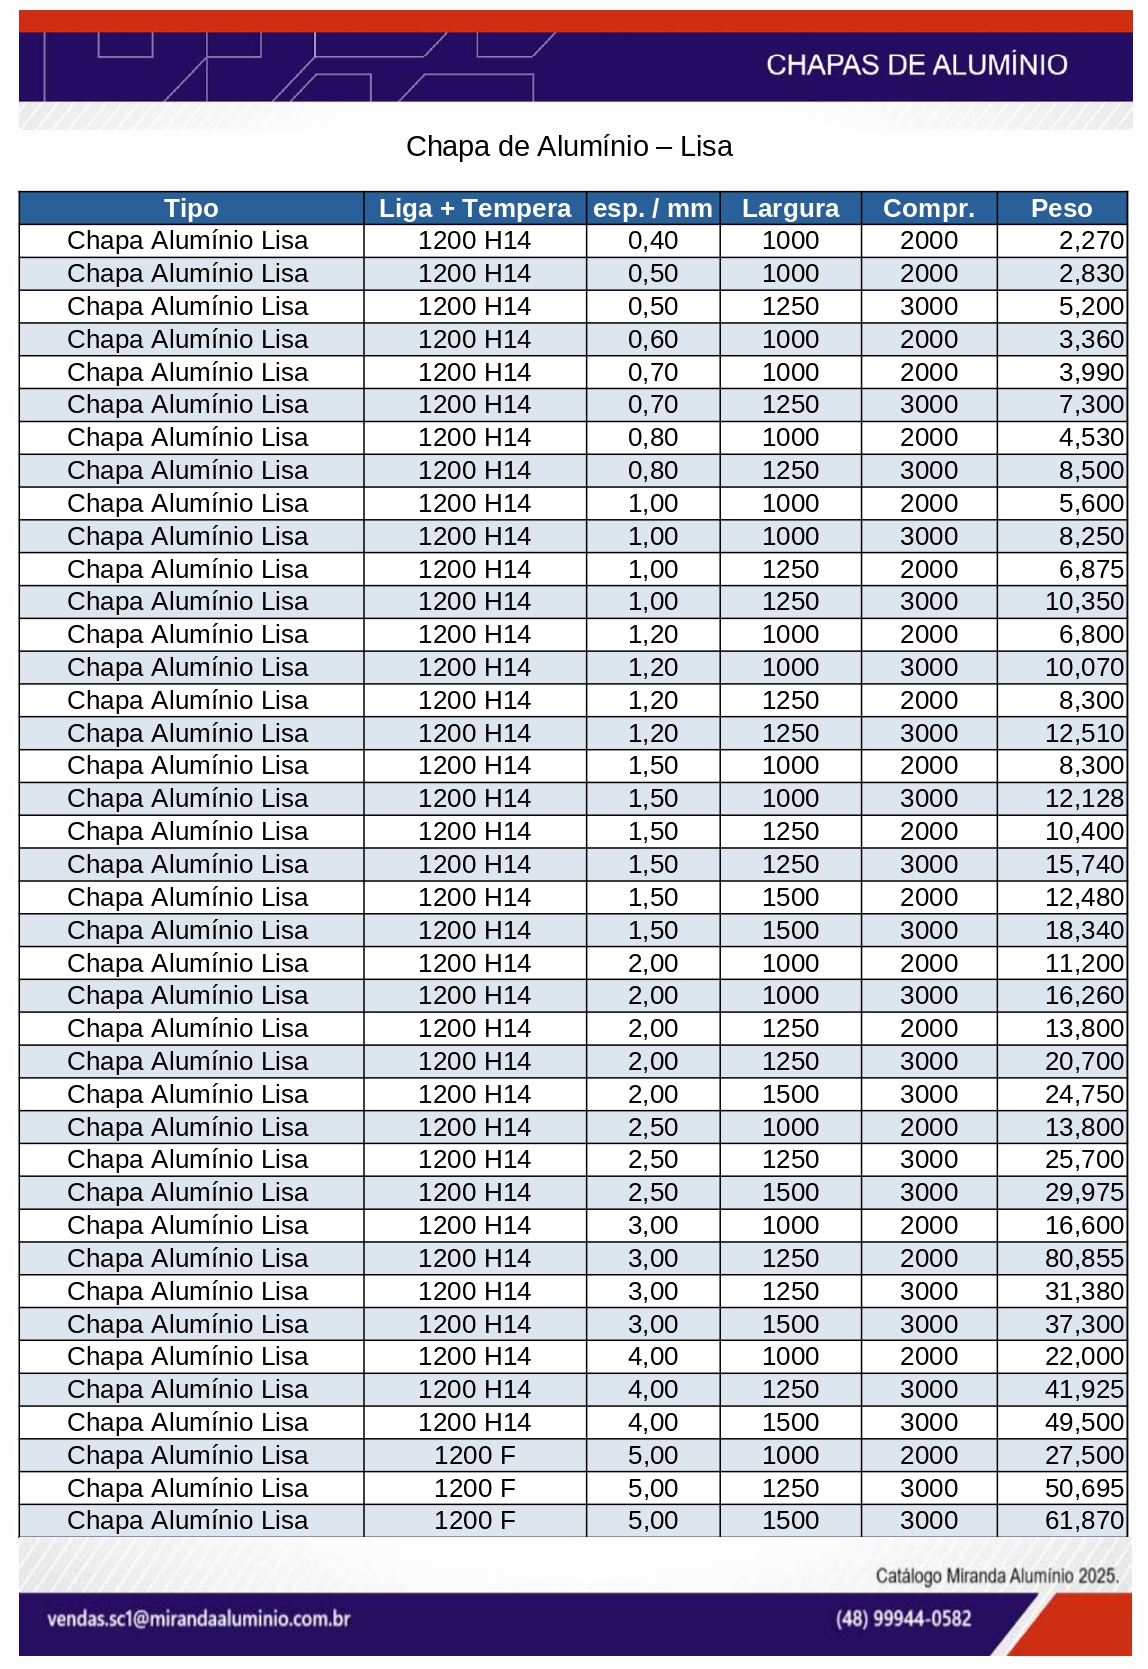 CHAPAS DE ALUMÍNIO
Chapa de Alumínio – Lisa
Tipo Liga + Tempera esp. / mm Largura Compr. Peso
Chapa Alumínio Lisa 1200 H14 0,40 1000 2000 2,270
Chapa Alumínio Lisa 1200 H14 0,50 1000 2000 2,830
Chapa Alumínio Lisa 1200 H14 0,50 1250 3000 5,200
Chapa Alumínio Lisa 1200 H14 0,60 1000 2000 3,360
Chapa Alumínio Lisa 1200 H14 0,70 1000 2000 3,990
Chapa Alumínio Lisa 1200 H14 0,70 1250 3000 7,300
Chapa Alumínio Lisa 1200 H14 0,80 1000 2000 4,530
Chapa Alumínio Lisa 1200 H14 0,80 1250 3000 8,500
Chapa Alumínio Lisa 1200 H14 1,00 1000 2000 5,600
Chapa Alumínio Lisa 1200 H14 1,00 1000 3000 8,250
Chapa Alumínio Lisa 1200 H14 1,00 1250 2000 6,875
Chapa Alumínio Lisa 1200 H14 1,00 1250 3000 10,350
Chapa Alumínio Lisa 1200 H14 1,20 1000 2000 6,800
Chapa Alumínio Lisa 1200 H14 1,20 1000 3000 10,070
Chapa Alumínio Lisa 1200 H14 1,20 1250 2000 8,300
Chapa Alumínio Lisa 1200 H14 1,20 1250 3000 12,510
Chapa Alumínio Lisa 1200 H14 1,50 1000 2000 8,300
Chapa Alumínio Lisa 1200 H14 1,50 1000 3000 12,128
Chapa Alumínio Lisa 1200 H14 1,50 1250 2000 10,400
Chapa Alumínio Lisa 1200 H14 1,50 1250 3000 15,740
Chapa Alumínio Lisa 1200 H14 1,50 1500 2000 12,480
Chapa Alumínio Lisa 1200 H14 1,50 1500 3000 18,340
Chapa Alumínio Lisa 1200 H14 2,00 1000 2000 11,200
Chapa Alumínio Lisa 1200 H14 2,00 1000 3000 16,260
Chapa Alumínio Lisa 1200 H14 2,00 1250 2000 13,800
Chapa Alumínio Lisa 1200 H14 2,00 1250 3000 20,700
Chapa Alumínio Lisa 1200 H14 2,00 1500 3000 24,750
Chapa Alumínio Lisa 1200 H14 2,50 1000 2000 13,800
Chapa Alumínio Lisa 1200 H14 2,50 1250 3000 25,700
Chapa Alumínio Lisa 1200 H14 2,50 1500 3000 29,975
Chapa Alumínio Lisa 1200 H14 3,00 1000 2000 16,600
Chapa Alumínio Lisa 1200 H14 3,00 1250 2000 80,855
Chapa Alumínio Lisa 1200 H14 3,00 1250 3000 31,380
Chapa Alumínio Lisa 1200 H14 3,00 1500 3000 37,300
Chapa Alumínio Lisa 1200 H14 4,00 1000 2000 22,000
Chapa Alumínio Lisa 1200 H14 4,00 1250 3000 41,925
Chapa Alumínio Lisa 1200 H14 4,00 1500 3000 49,500
Chapa Alumínio Lisa 1200 F 5,00 1000 2000 27,500
Chapa Alumínio Lisa 1200 F 5,00 1250 3000 50,695
Chapa Alumínio Lisa 1200 F 5,00 1500 3000 61,870
Catálogo Miranda Alumínio 2025.
vendas.sc1@mirandaaluminio.com.br (48) 99944-0582